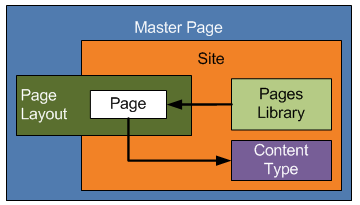 Master Page
Site
Page
Layout
Page
Pages
Library
Content
Type